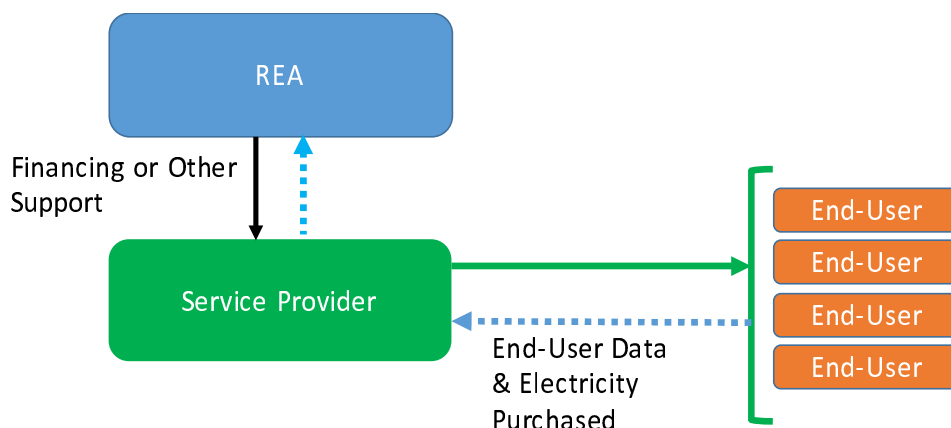 REA
Financing or Other
Support
Service Provider
End-User
End-User
End-User
End-User
End-User Data
& Electricity
Purchased